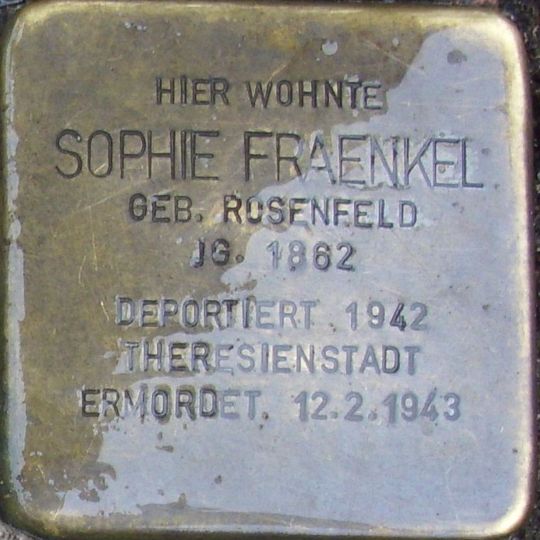 HIER WOHNTE
SOPHIE FRAENKEL
GEB. ROSENFELD
JG. 1862
DEPORTIERT 1942
THERESIENSTADT
ERMORDET 12.2.1943